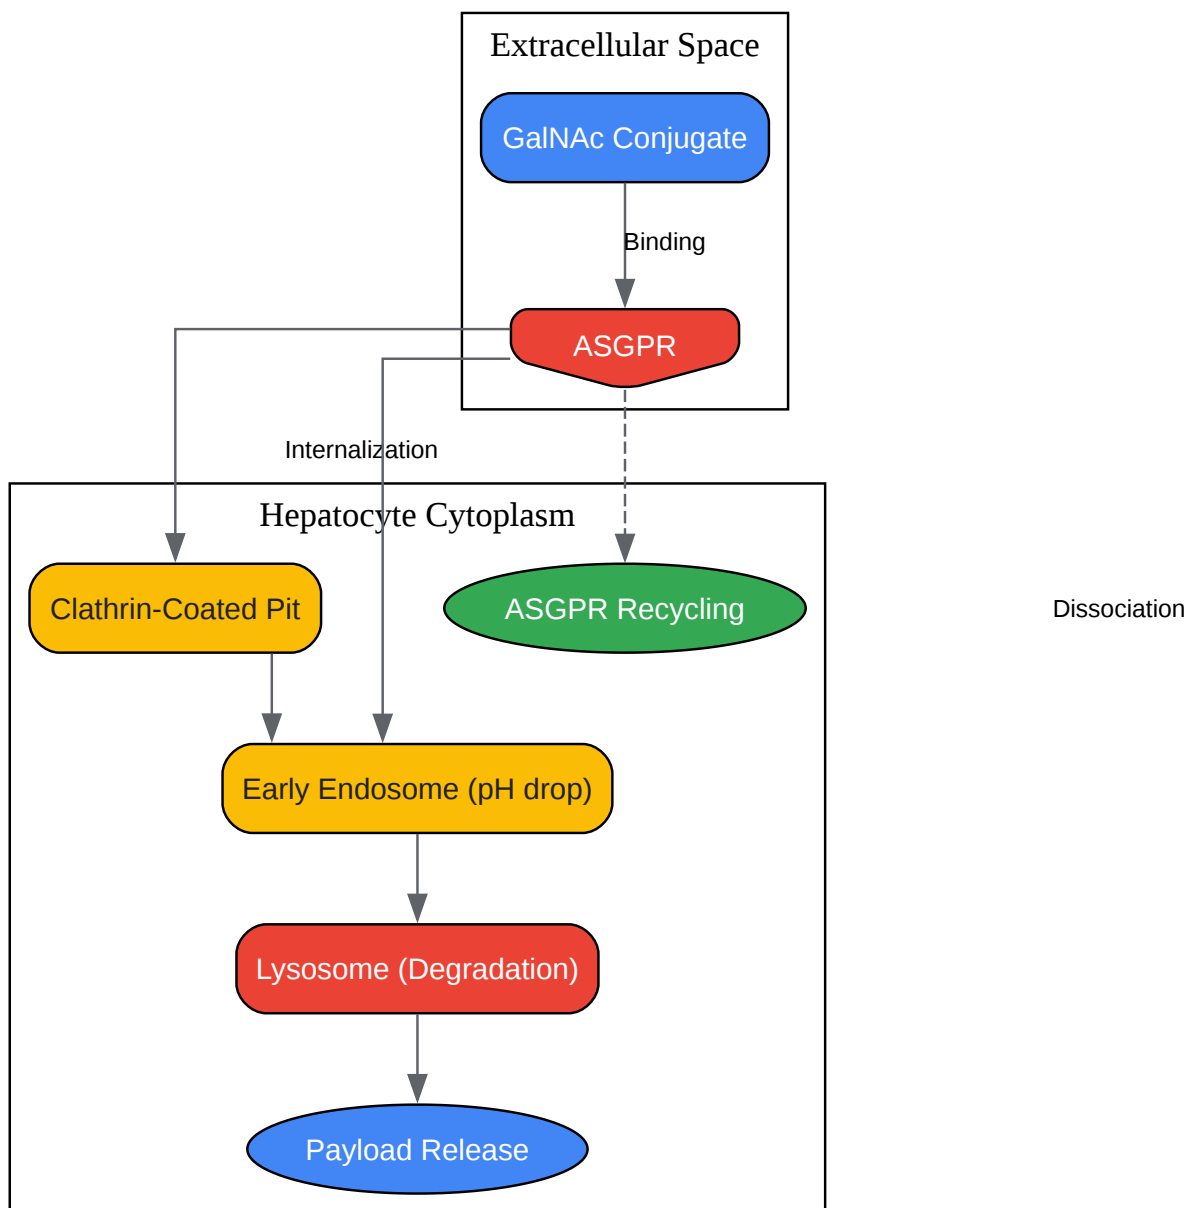 Extracellular Space
GalNAc Conjugate
Binding
ASGPR
Internalization
Hepatocyte Cytoplasm
Clathrin-Coated Pit
ASGPR Recycling
Dissociation
Early Endosome (pH drop)
Lysosome (Degradation)
Payload Release